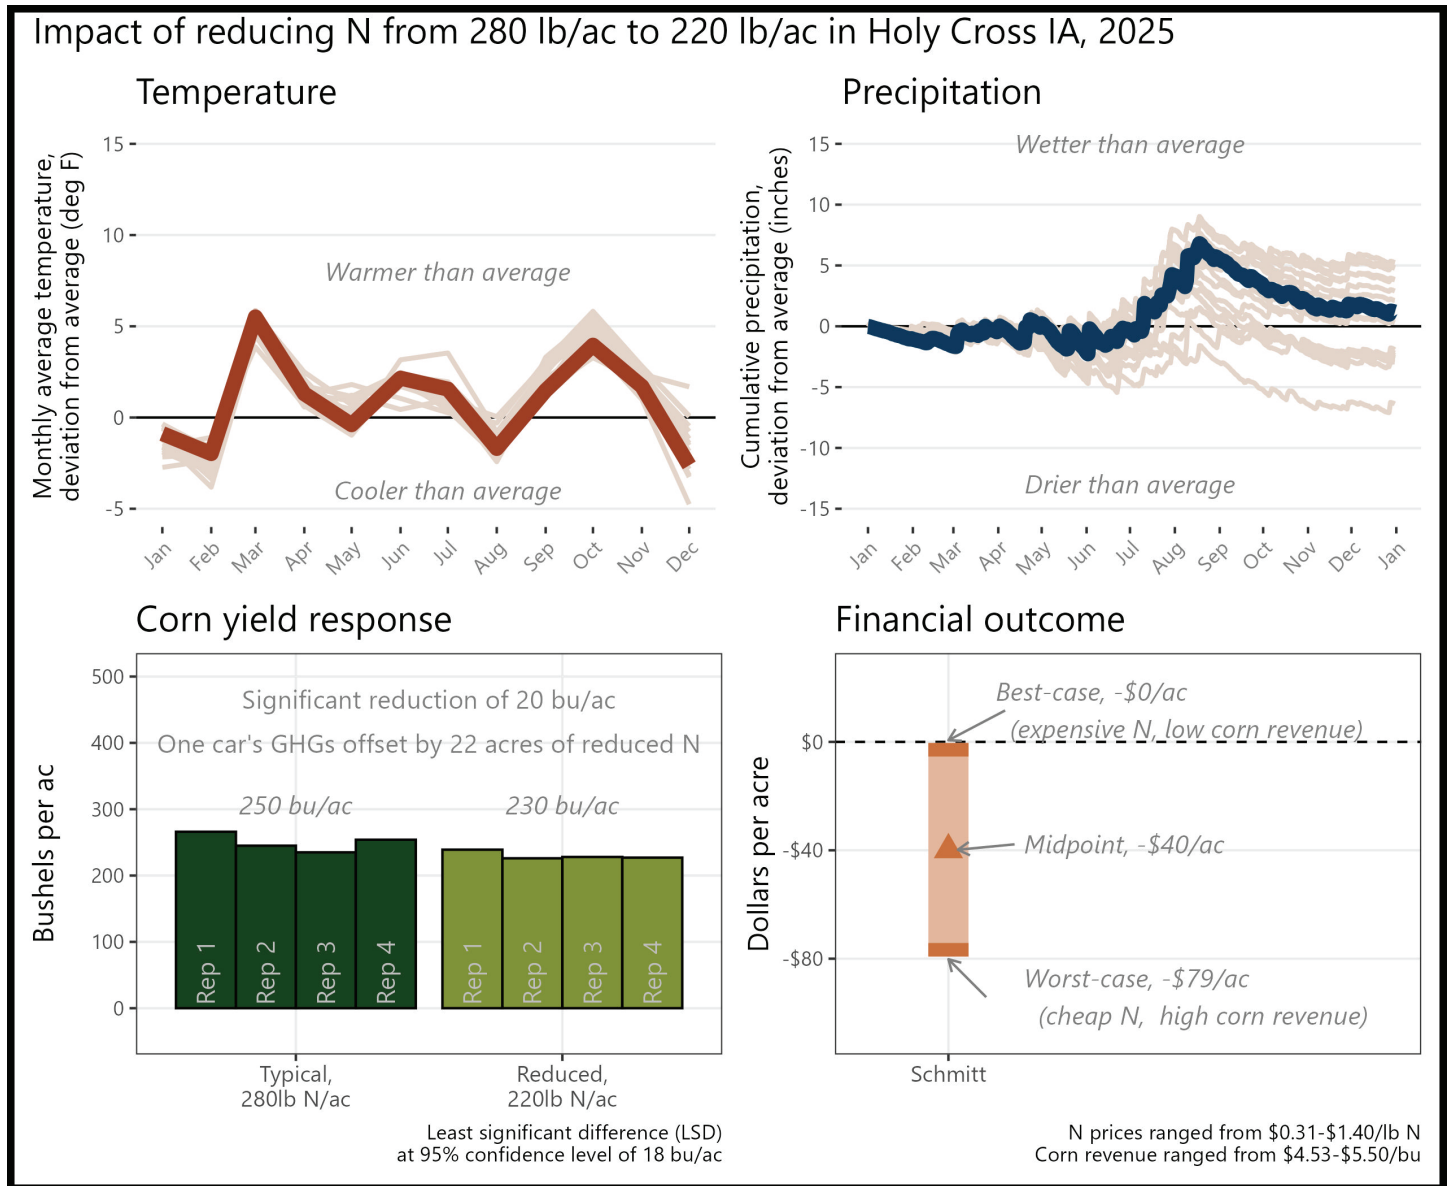 Impact of reducing N from 280 lb/ac to 220 lb/ac in Holy Cross IA, 2025
Temperature
Monthly average temperature,
deviation from average (deg F)
15
10
5
0
-5
Warmer than average
Cooler than average
Jan
Feb
Mar
Apr
May
Jun
Jul
Aug
Sep
Oct
Nov
Dec
Precipitation
Cumulative precipitation,
deviation from average (inches)
15
10
5
0
-5
-10
-15
Wetter than average
Drier than average
Jan
Feb
Mar
Apr
May
Jun
Jul
Aug
Sep
Oct
Nov
Dec
Jan
Corn yield response
Bushels per ac
500
400
300
200
100
0
Significant reduction of 20 bu/ac
One car's GHGs offset by 22 acres of reduced N
250 bu/ac
230 bu/ac
Rep 1
Rep 2
Rep 3
Rep 4
Rep 1
Rep 2
Rep 3
Rep 4
Typical,
280lb N/ac
Reduced,
220lb N/ac
Least significant difference (LSD)
at 95% confidence level of 18 bu/ac
Financial outcome
Dollars per acre
$0
-$40
-$80
Best-case, -$0/ac
(expensive N, low corn revenue)
Midpoint, -$40/ac
Worst-case, -$79/ac
(cheap N,  high corn revenue)
Schmitt
N prices ranged from $0.31-$1.40/lb N
Corn revenue ranged from $4.53-$5.50/bu